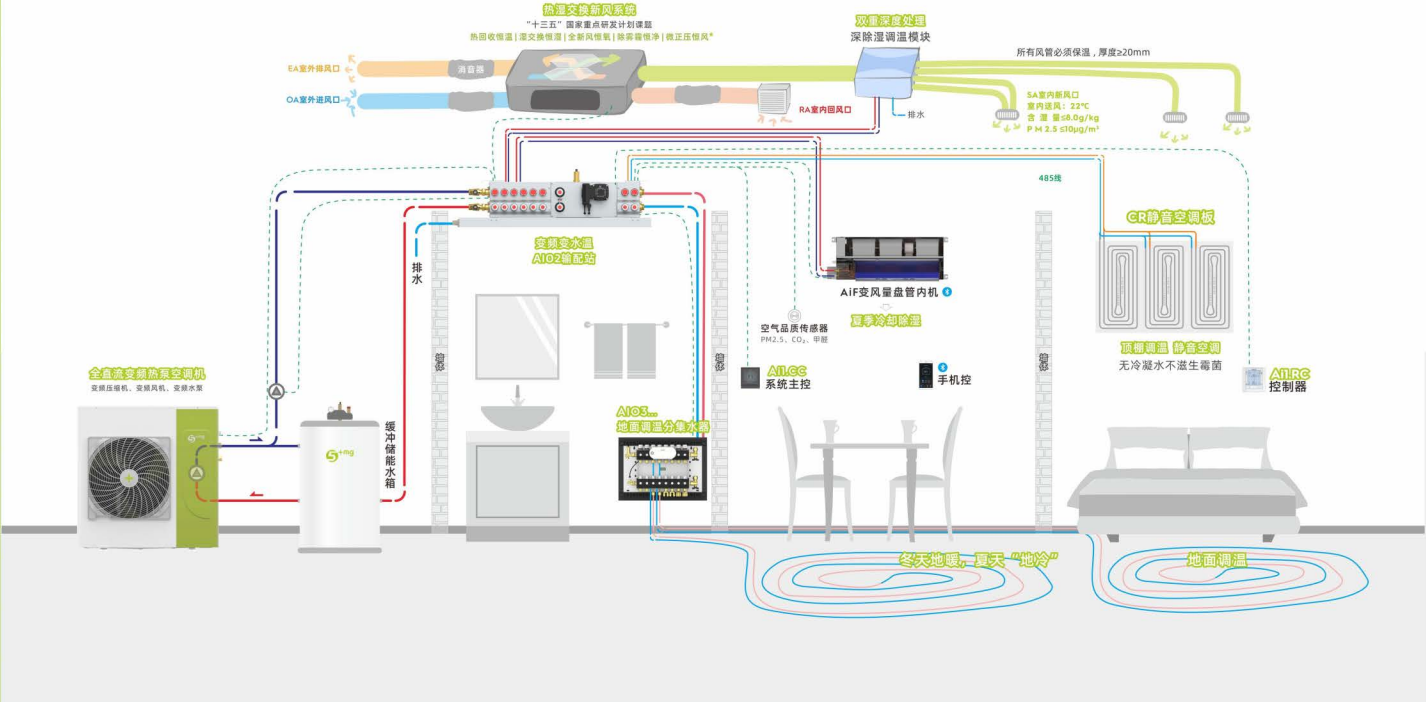 热湿交换新风系统
“十三五”国家重点研发计划课题
热回收恒温|湿交换恒湿|全新风恒氧|除雾霾恒净|微正压恒风*
双重深度处理
深除湿调温模块
所有风管必须保温，厚度≥20mm
EA室外排风口
消音器
OA室外进风口
RA室内回风口
排水
SA室内新风口
室内送风：22℃
含 湿 量≤8.0g/kg
P M 2.5 ≤10μg/m³
485线
CR静音空调板
变频变水温
AIO2输配站
排水
AiF变风量盘管内机
夏季冷却除湿
空气品质传感器
PM2.5、CO₂、甲醛
顶棚调温 静音空调
无冷凝水不滋生霉菌
墙体
墙体
墙体
全直流变频热泵空调机
变频压缩机、变频风机、变频水泵
Ai1.CC
系统主控
手机控
Ai1.RC
控制器
AIO3...
地面调温分集水器
缓冲储能水箱
S+mg
冬天地暖，夏天“地冷”
地面调温